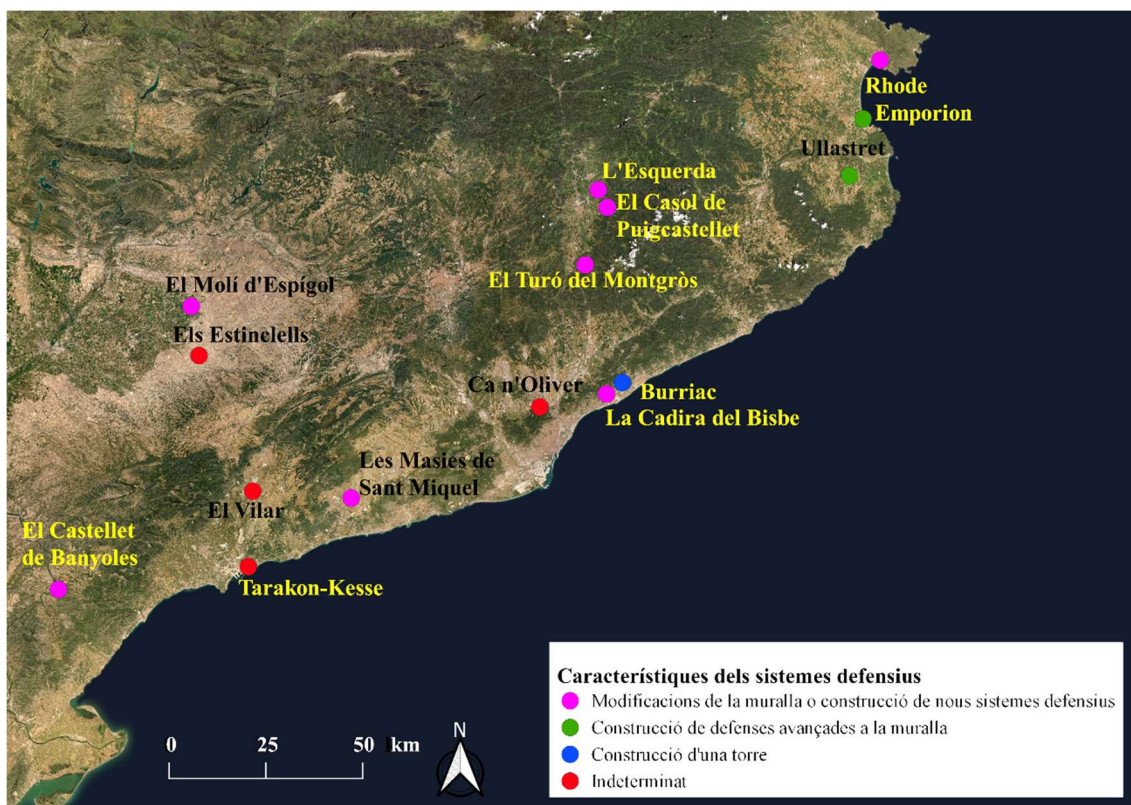 Rhode
Emporion
Ullastret
L'Esquerda
El Casol de
Puigcastellet
El Turó del Montgròs
El Molí d'Espígol
Els Estinclells
Ca n'Oliver
Burriac
La Cadira del Bisbe
Les Masies de
Sant Miquel
El Vilar
El Castellet
de Banyoles
Tarakon-Kesse
Característiques dels sistemes defensius
Modificacions de la muralla o construcció de nous sistemes defensius
Construcció de defenses avançades a la muralla
Construcció d'una torre
Indeterminat
0 25 50 km
N